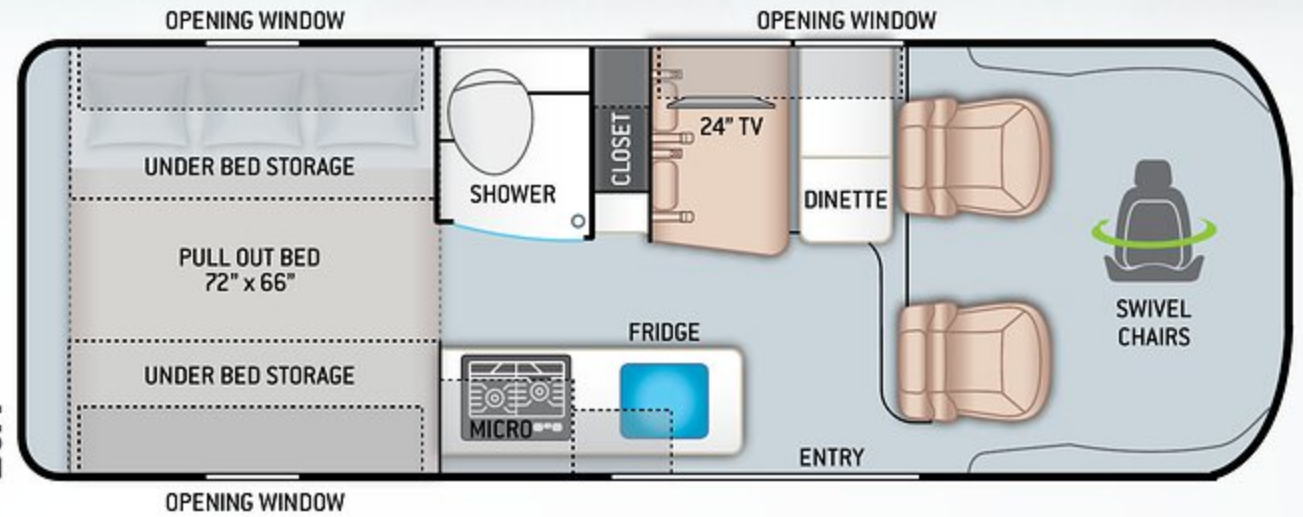 OPENING WINDOW
OPENING WINDOW
24" TV
CLOSET
UNDER BED STORAGE
SHOWER
DINETTE
PULL OUT BED
72" x 66"
SWIVEL
CHAIRS
FRIDGE
UNDER BED STORAGE
MICRO
ENTRY
OPENING WINDOW